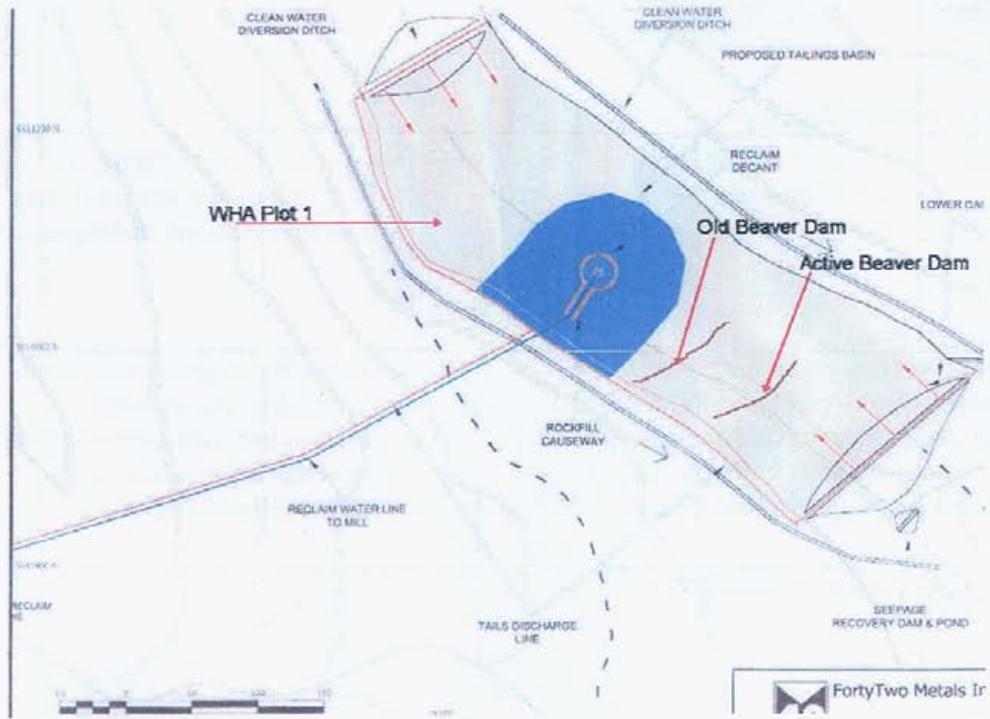 CLEAN WATER
DIVERSION DITCH
CLEAN WATER
DIVERSION DITCH
PROPOSED TAILINGS BASIN
RECLAIM
DECANT
LOWER
WHA Plot 1
Old Beaver Dam
Active Beaver Dam
H
ROCKFILL
CAUSEWAY
RECLAIM WATER LINE
TO MILL
RECLAIM
TAILS DISCHARGE
LINE
SEEPAGE
RECOVERY DAM & POND
FortyTwo Metals